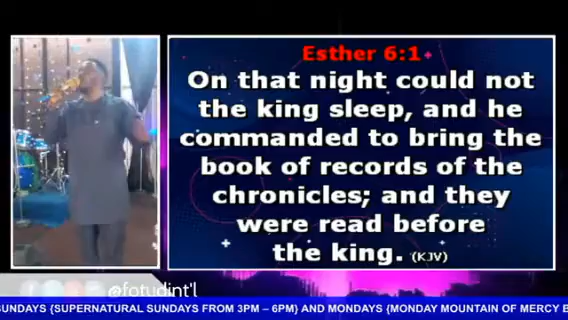 Esther 6:1
On that night could not
the king sleep, and he
commanded to bring the
book of records of the
chronicles; and they
were read before
the king. (KJV)
@fotudint'l
SUNDAYS {SUPERNATURAL SUNDAYS FROM 3PM – 6PM} AND MONDAYS {MONDAY MOUNTAIN OF MERCY B